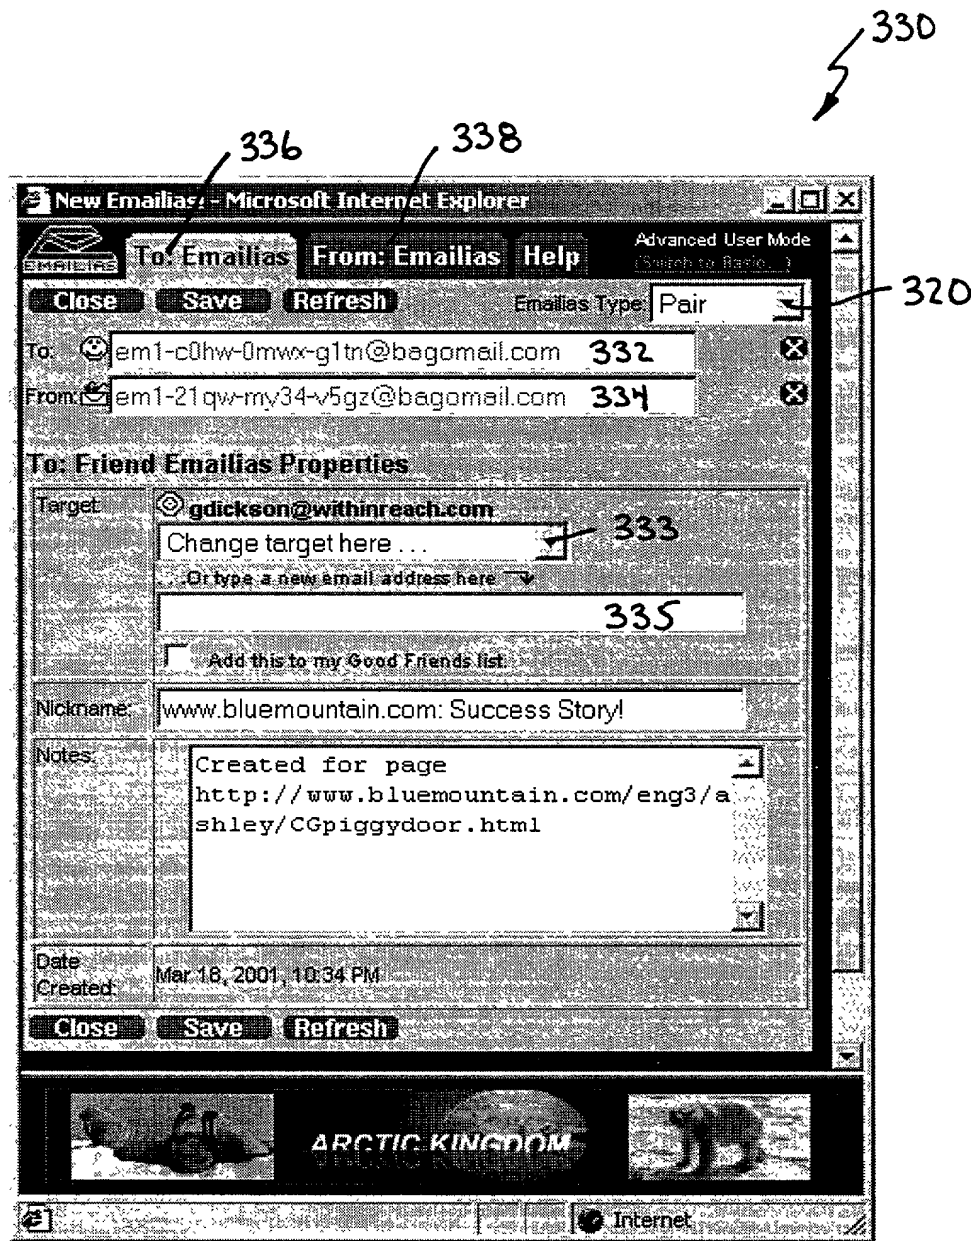 330
336
338
New Emailias: - Microsoft Internet Explorer
EMAILIAS
To: Emailias
From: Emailias
Help
Advanced User Mode
(Switch to Basic...)
Close
Save
Refresh
Emailias Type:
Pair
320
To:
em1-c0hw-0mwx-g1tn@bagomail.com
332
From:
em1-21qw-my34-v5gz@bagomail.com
334
To: Friend Emailias Properties
Target:
gdickson@withinreach.com
Change target here . . .
333
. . .Or type a new email address here
335
Add this to my Good Friends list.
Nickname:
www.bluemountain.com: Success Story!
Notes:
Created for page
http://www.bluemountain.com/eng3/a
shley/CGpiggydoor.html
Date
Created:
Mar 18, 2001, 10:34 PM
Close
Save
Refresh
ARCTIC KINGDOM
Internet